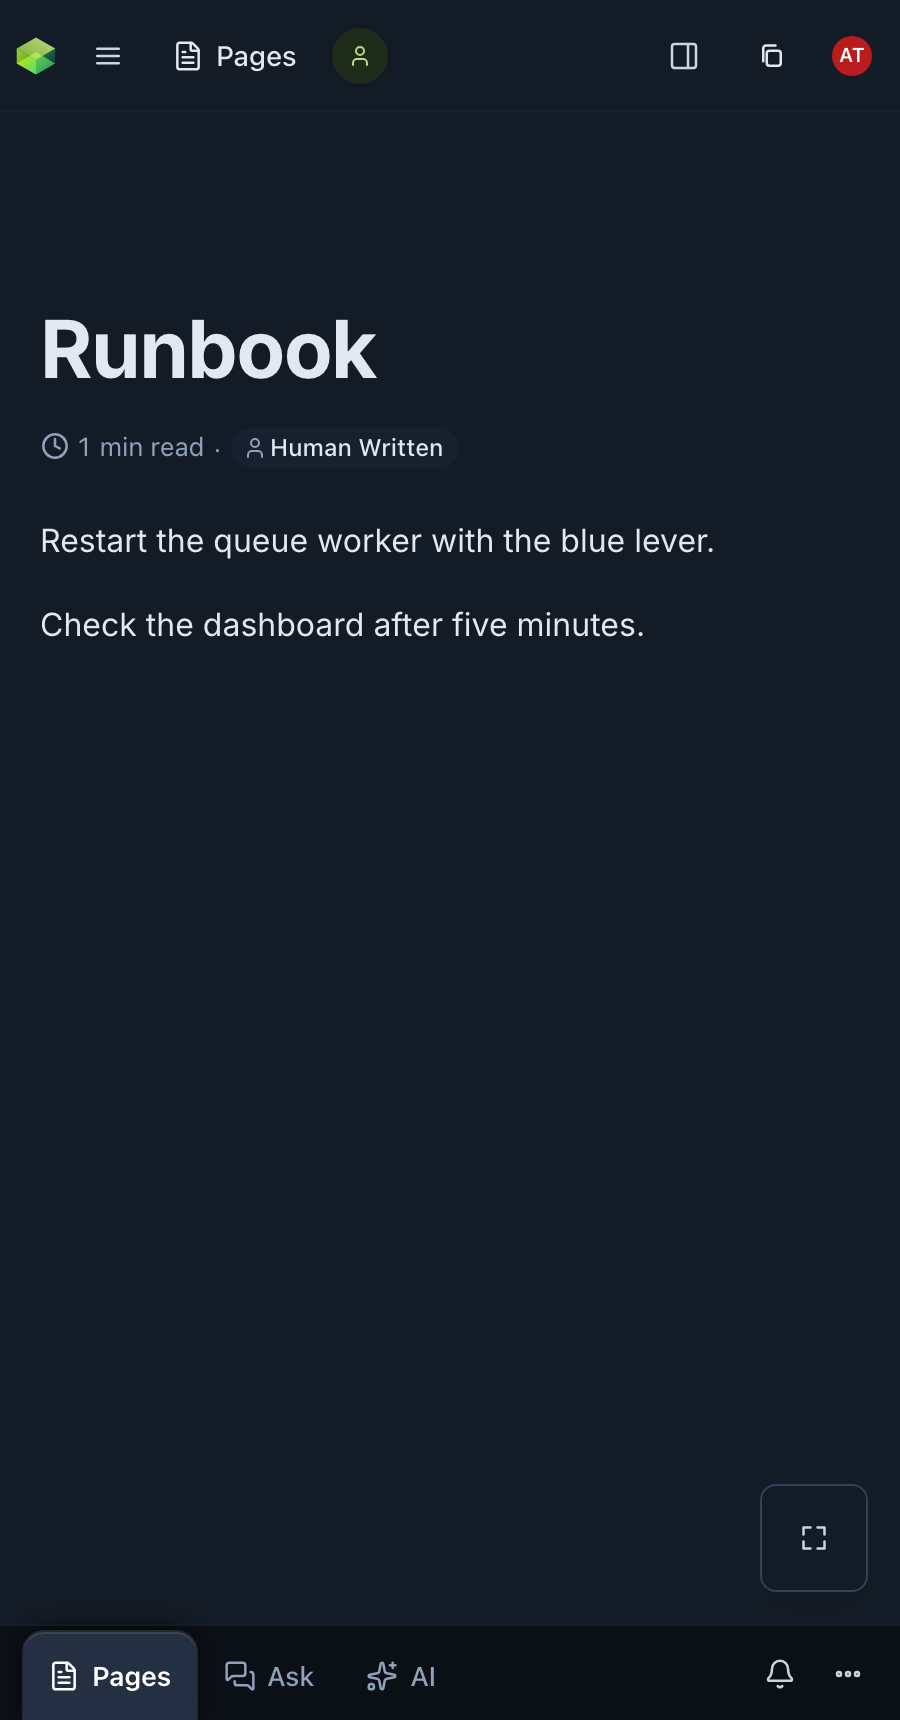 Pages
AT
Runbook
1 min read · Human Written
Restart the queue worker with the blue lever.
Check the dashboard after five minutes.
Pages Ask AI